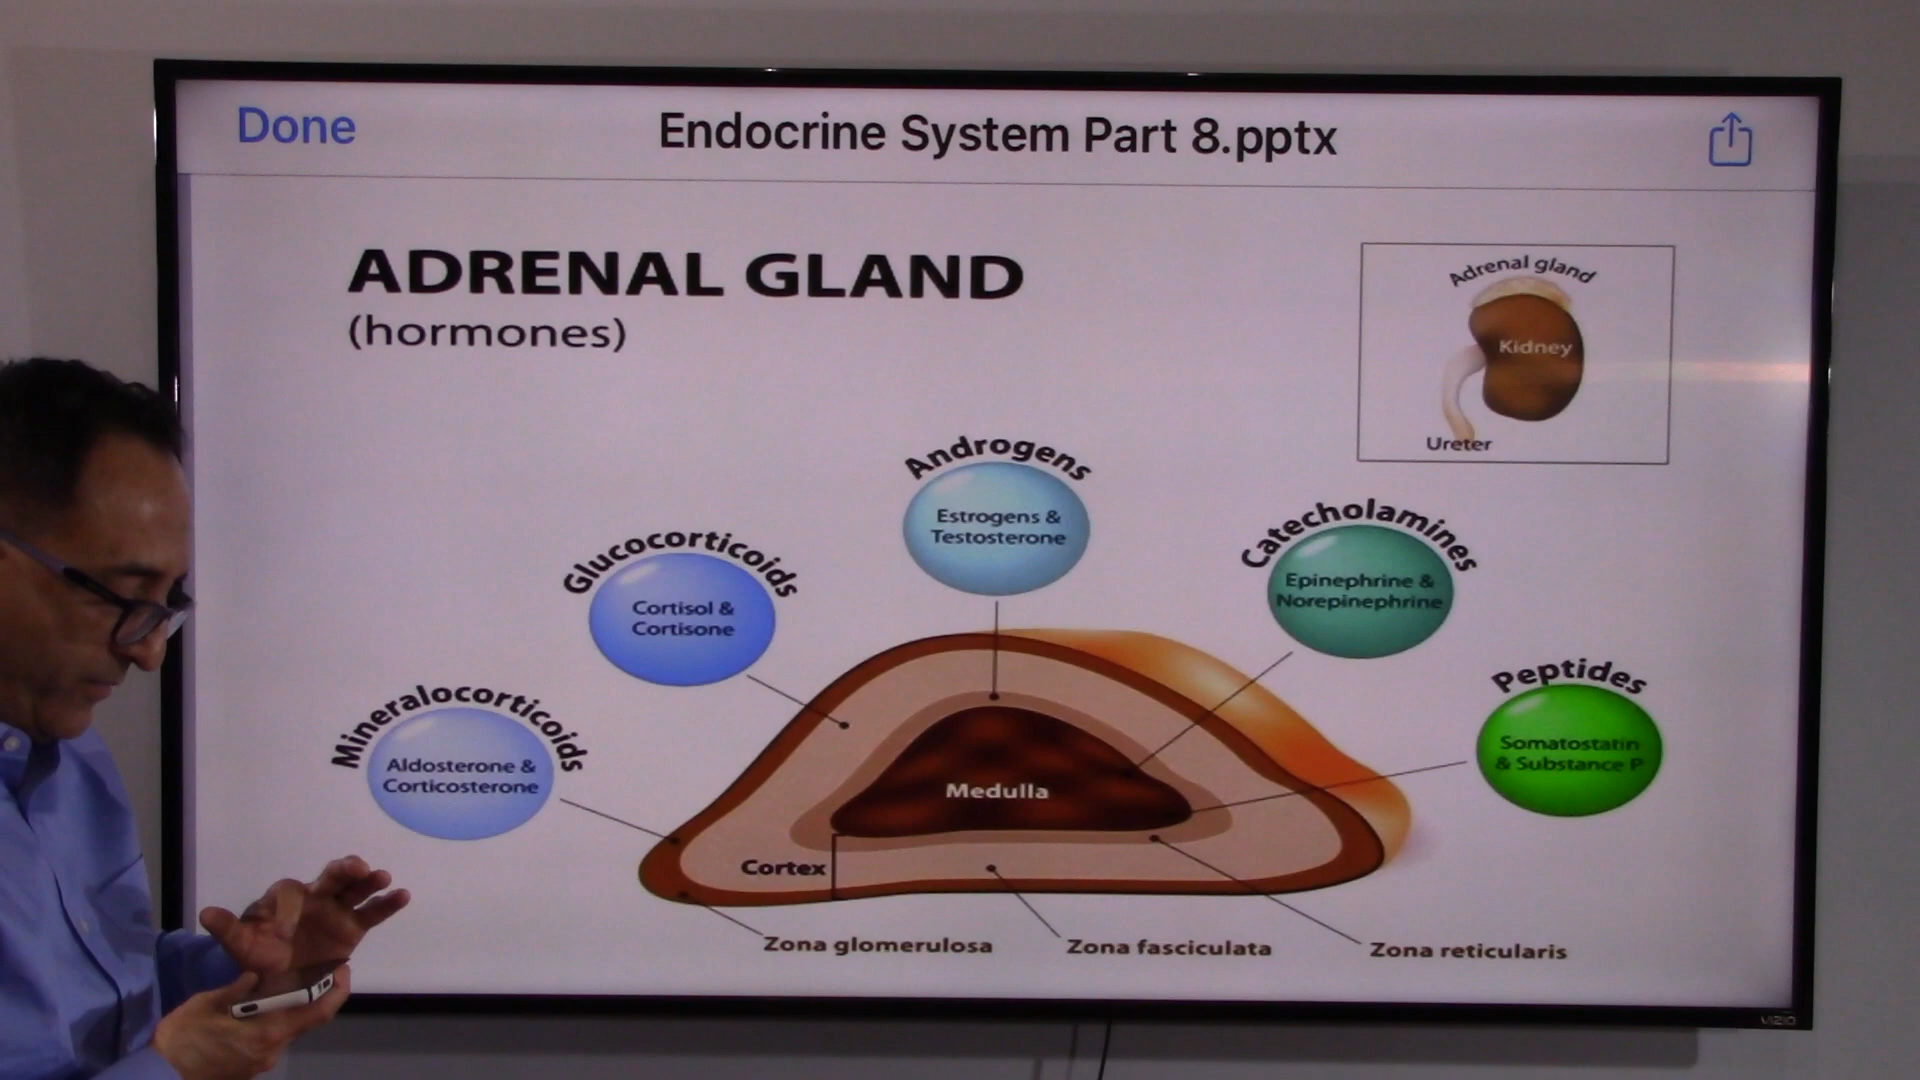 Done
Endocrine System Part 8.pptx
ADRENAL GLAND
(hormones)
Adrenal gland
Kidney
Ureter
Androgens
Estrogens &
Testosterone
Glucocorticoids
Cortisol &
Cortisone
Catecholamines
Epinephrine &
Norepinephrine
Mineralocorticoids
Aldosterone &
Corticosterone
Peptides
Somatostatin
& Substance P
Medulla
Cortex
Zona glomerulosa
Zona fasciculata
Zona reticularis
VIZIO